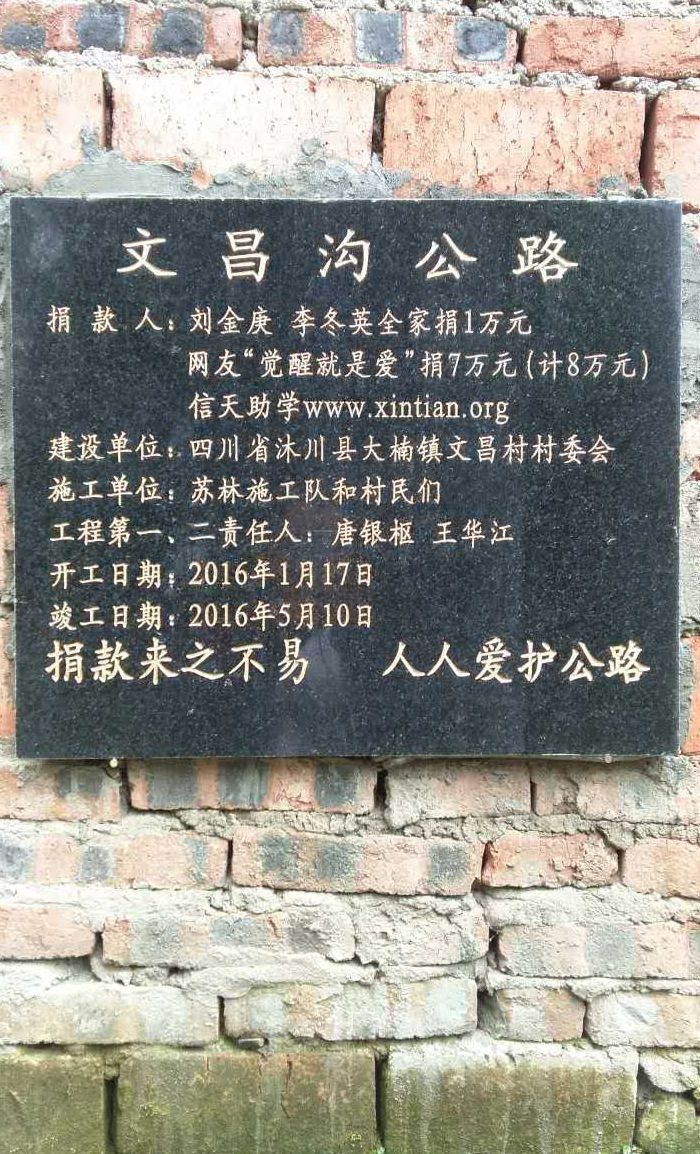 文昌沟公路
捐款人：刘金庚 李冬英全家捐1万元
网友“觉醒就是爱”捐7万元（计8万元）
信天助学www.xintian.org
建设单位：四川省沐川县大楠镇文昌村村委会
施工单位：苏林施工队和村民们
工程第一、二责任人：唐银枢 王华江
开工日期：2016年1月17日
竣工日期：2016年5月10日
捐款来之不易 人人爱护公路